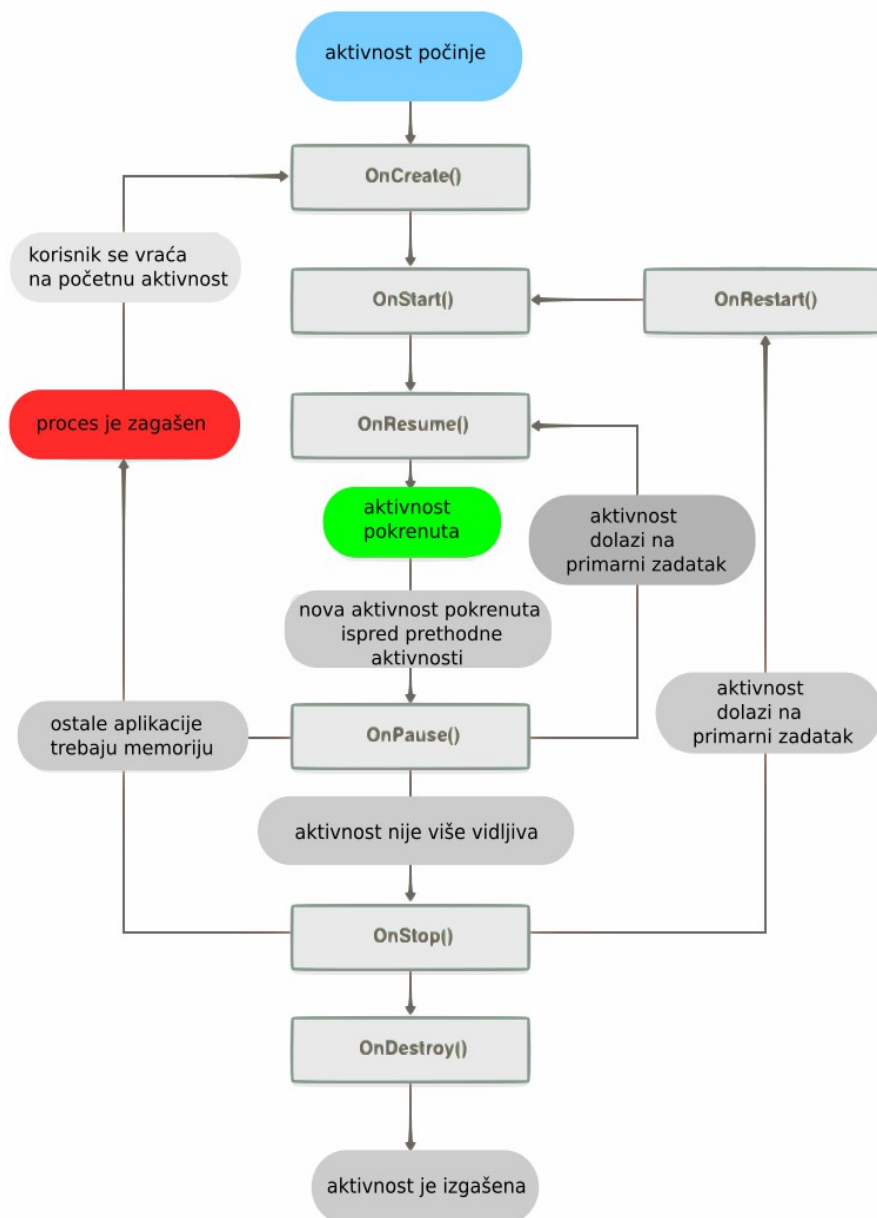 aktivnost počinje
OnCreate()
korisnik se vraća
na početnu aktivnost
OnStart()
OnRestart()
proces je zagašen
OnResume()
aktivnost
pokrenuta
aktivnost
dolazi na
primarni zadatak
nova aktivnost pokrenuta
ispred prethodne
aktivnosti
ostale aplikacije
trebaju memoriju
OnPause()
aktivnost
dolazi na
primarni zadatak
aktivnost nije više vidljiva
OnStop()
OnDestroy()
aktivnost je izgašena